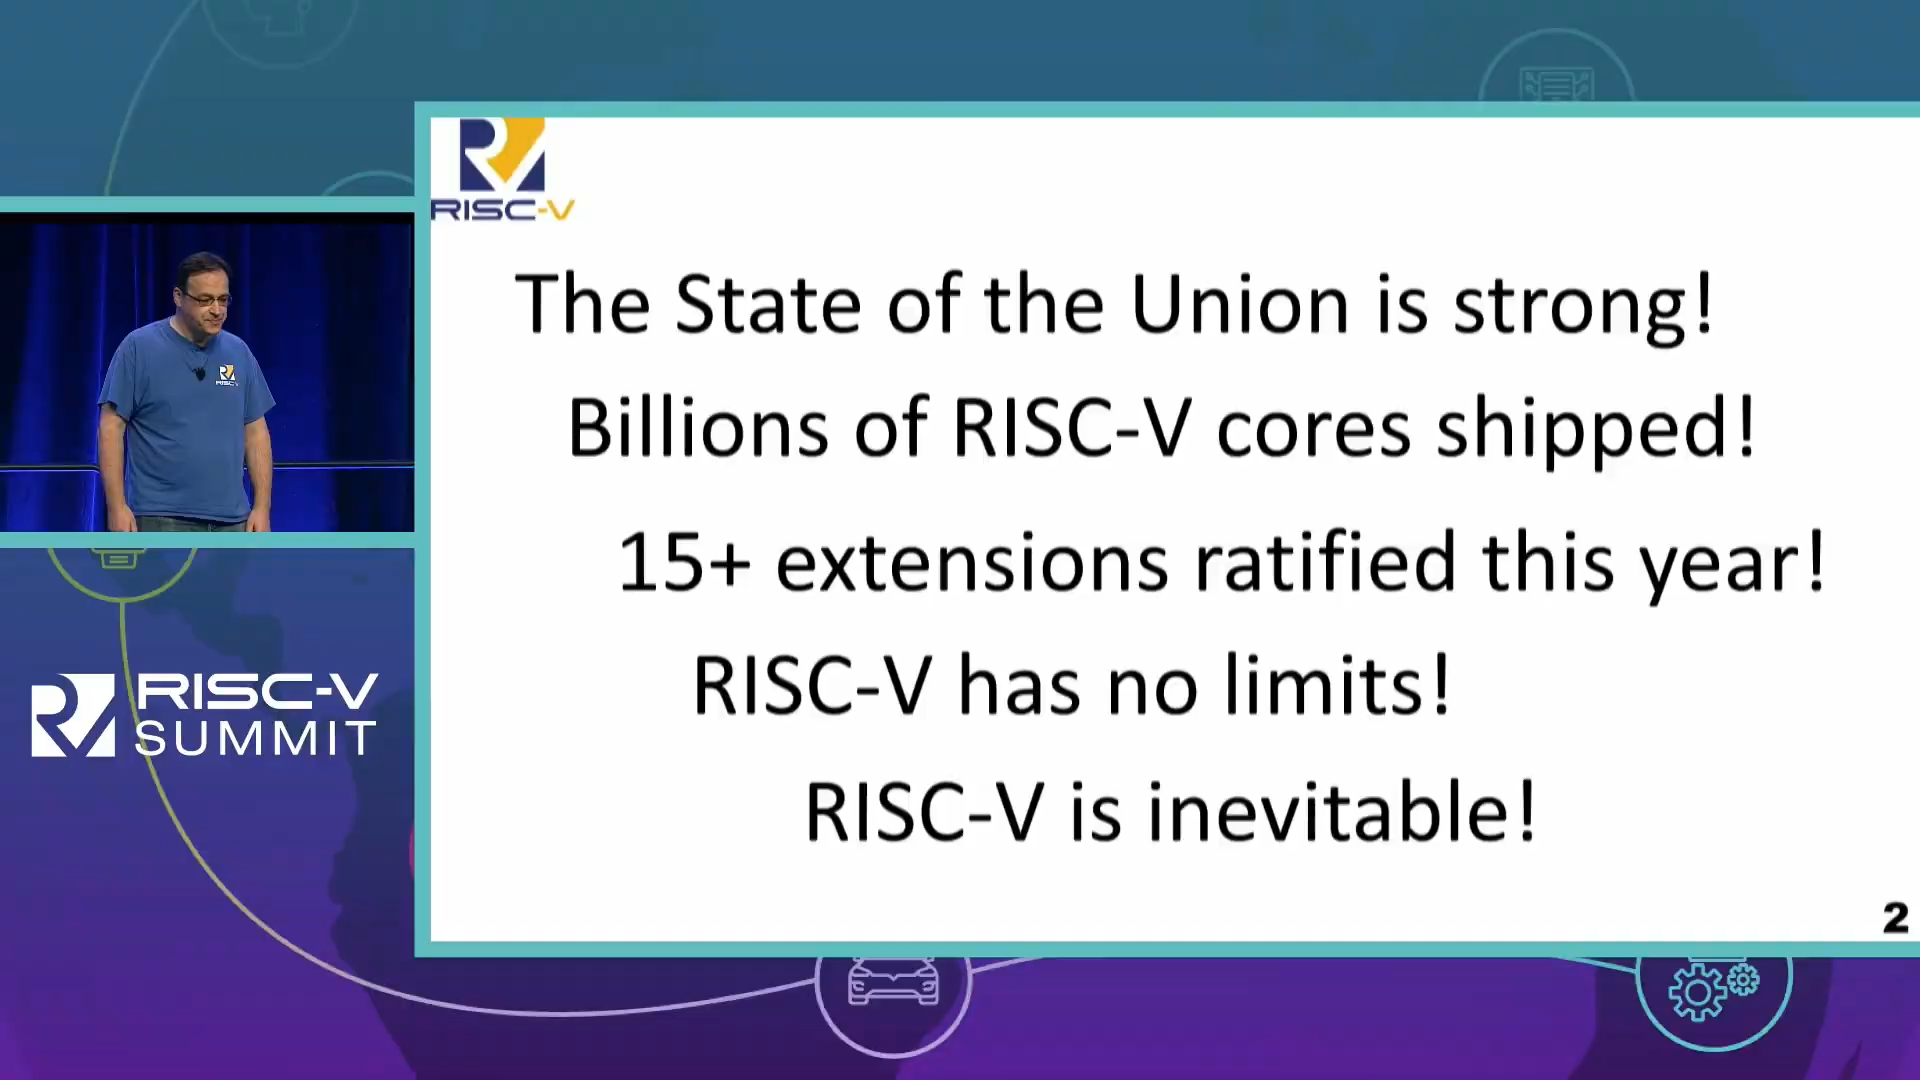 RISC-V
The State of the Union is strong!
Billions of RISC-V cores shipped!
15+ extensions ratified this year!
RISC-V has no limits!
RISC-V is inevitable!
2
RISC-V
RISC-V
SUMMIT